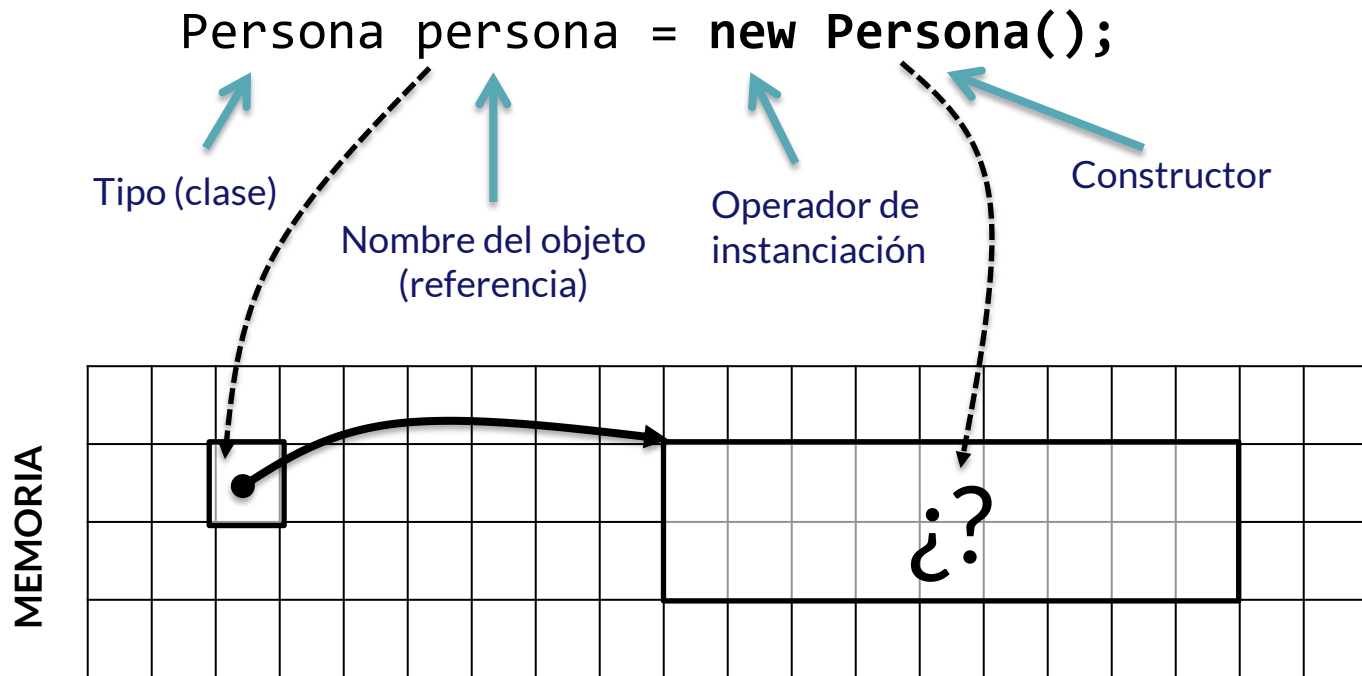 Persona persona = new Persona();
Tipo (clase)
Nombre del objeto
(referencia)
Operador de
instanciación
Constructor
MEMORIA
¿?